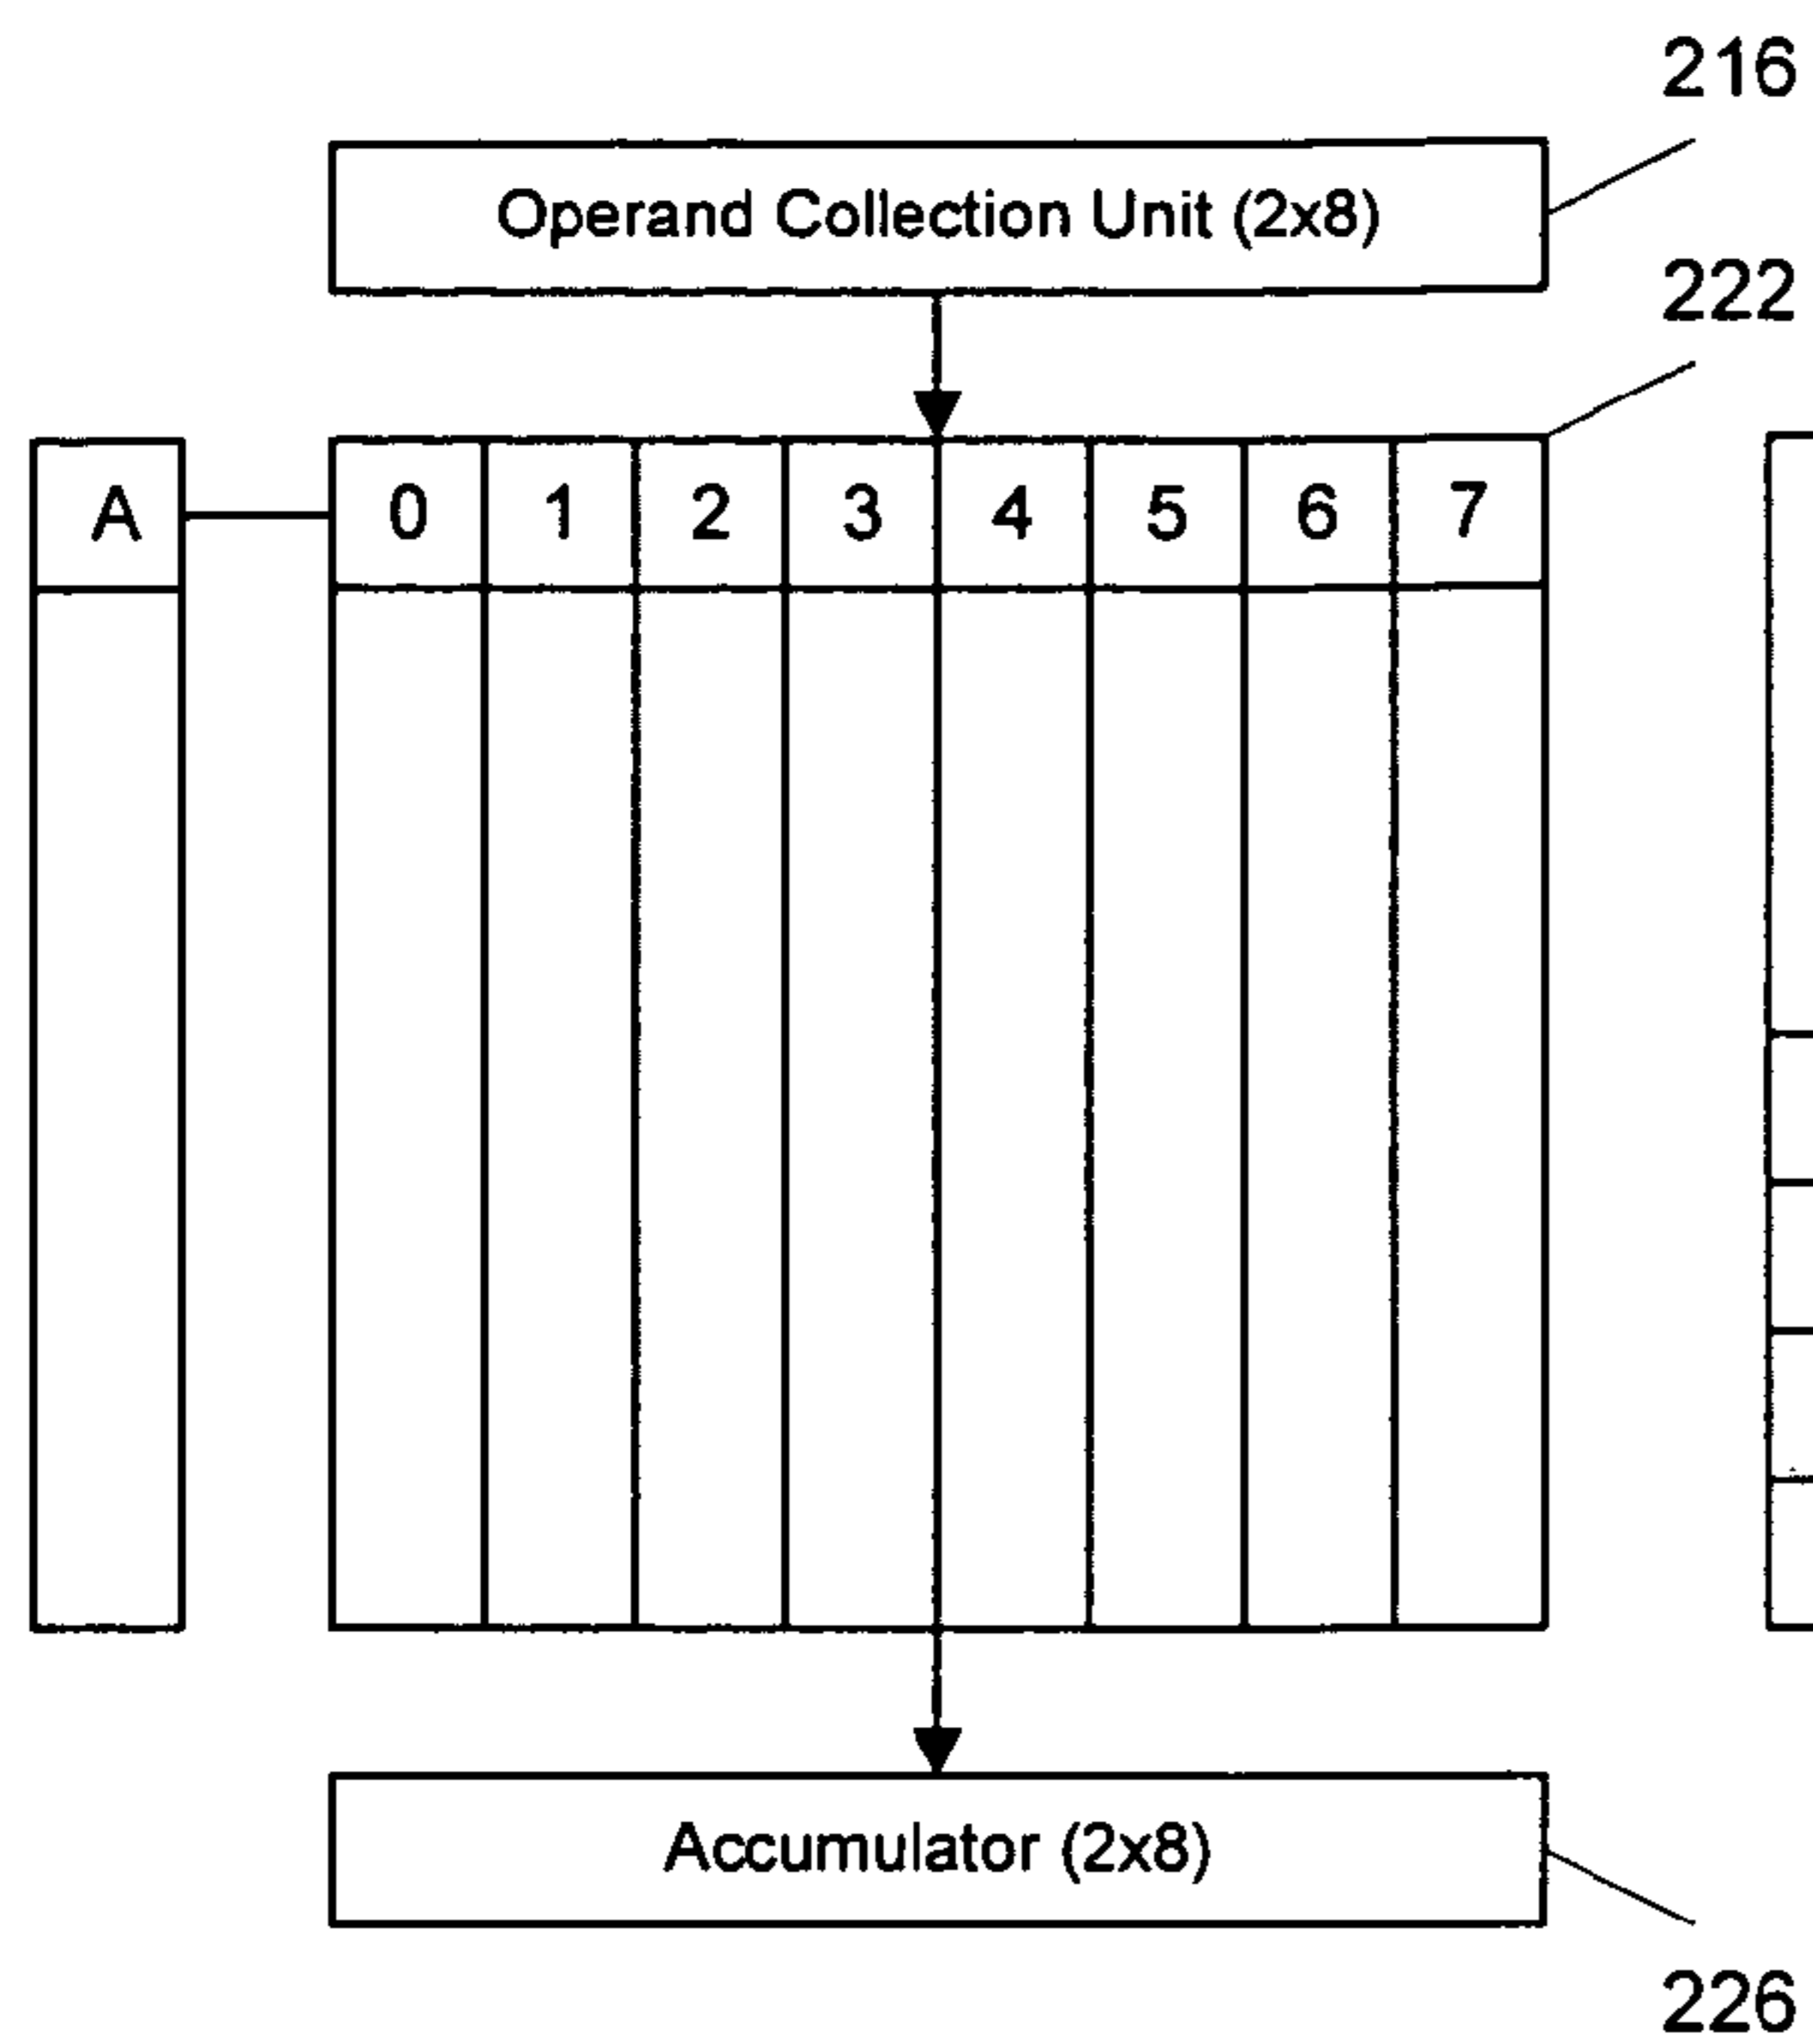 216
Operand Collection Unit (2x8)
222
A 0 1 2 3 4 5 6 7
Accumulator (2x8)
226